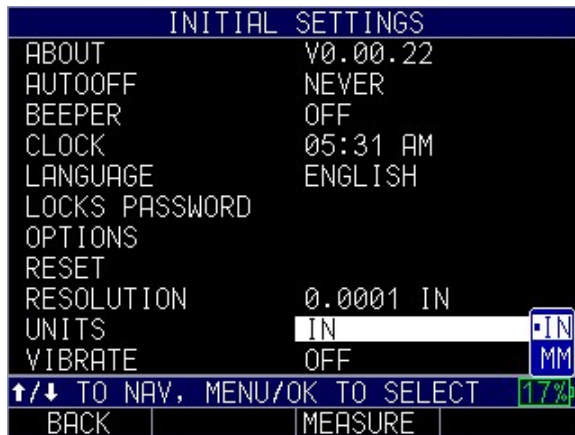 INITIAL SETTINGS
ABOUT V0.00.22
AUTOOFF NEVER
BEEPER OFF
CLOCK 05:31 AM
LANGUAGE ENGLISH
LOCKS PASSWORD
OPTIONS
RESET
RESOLUTION 0.0001 IN
UNITS IN ▪IN
VIBRATE OFF MM
⬆/⬇ TO NAV, MENU/OK TO SELECT 17%
BACK MEASURE